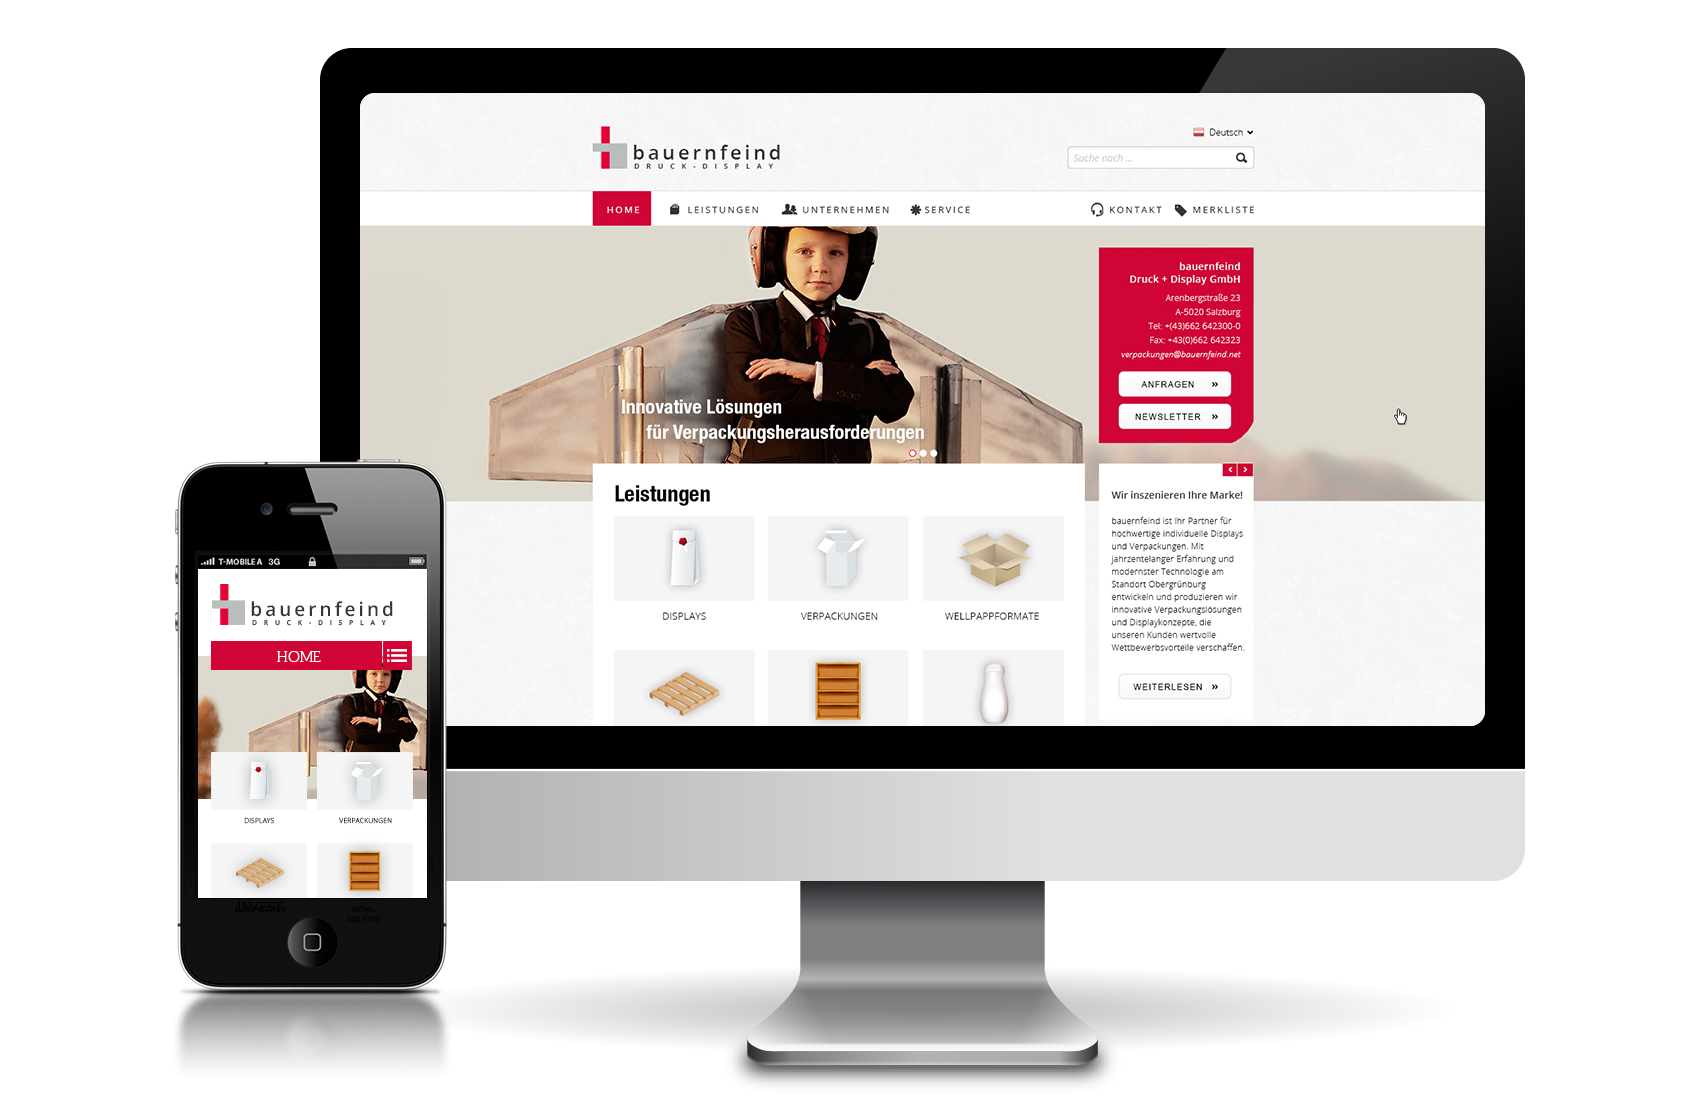 bauernfeind
DRUCK-DISPLAY
Deutsch
Suche nach ...
HOME
LEISTUNGEN
UNTERNEHMEN
SERVICE
KONTAKT
MERKLISTE
Innovative Lösungen
für Verpackungsherausforderungen
bauernfeind
Druck + Display GmbH
Arenbergstraße 23
A-5020 Salzburg
Tel: +(43)662 642300-0
Fax: +43(0)662 642323
verpackungen@bauernfeind.net
ANFRAGEN »
NEWSLETTER »
Leistungen
DISPLAYS
VERPACKUNGEN
WELLPAPPFORMATE
Wir inszenieren Ihre Marke!
bauernfeind ist Ihr Partner für
hochwertige individuelle Displays
und Verpackungen. Mit
jahrzentelanger Erfahrung und
modernster Technologie am
Standort Obergrünburg
entwickeln und produzieren wir
innovative Verpackungslösungen
und Displaykonzepte, die
unseren Kunden wertvolle
Wettbewerbsvorteile verschaffen.
WEITERLESEN »
T-MOBILE A 3G
bauernfeind
DRUCK-DISPLAY
HOME
DISPLAYS
VERPACKUNGEN
MÖBEL
INDUSTRIE